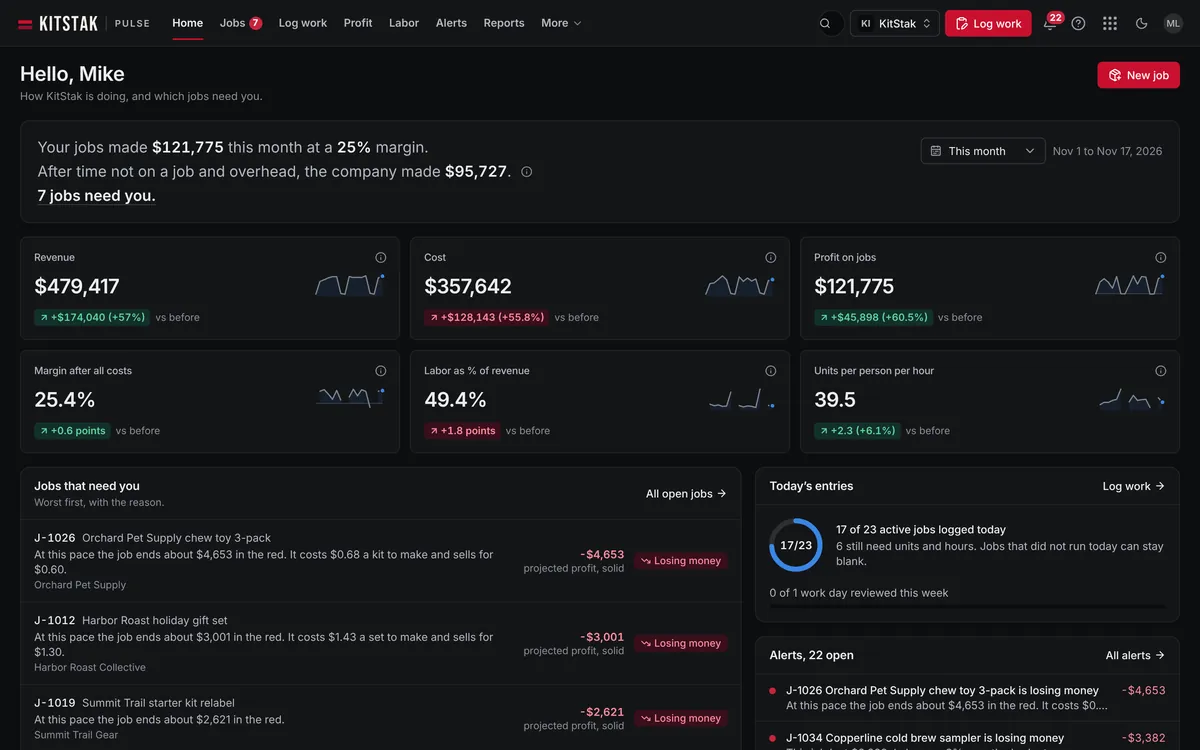 KITSTAK PULSE Home Jobs 7 Log work Profit Labor Alerts Reports More KI KitStak Log work 22 ML
Hello, Mike
How KitStak is doing, and which jobs need you.
New job
Your jobs made $121,775 this month at a 25% margin.
After time not on a job and overhead, the company made $95,727.
7 jobs need you.
This month Nov 1 to Nov 17, 2026
Revenue
$479,417
+$174,040 (+57%) vs before
Cost
$357,642
+$128,143 (+55.8%) vs before
Profit on jobs
$121,775
+$45,898 (+60.5%) vs before
Margin after all costs
25.4%
+0.6 points vs before
Labor as % of revenue
49.4%
+1.8 points vs before
Units per person per hour
39.5
+2.3 (+6.1%) vs before
Jobs that need you
Worst first, with the reason.
All open jobs
J-1026 Orchard Pet Supply chew toy 3-pack
At this pace the job ends about $4,653 in the red. It costs $0.68 a kit to make and sells for
$0.60.
Orchard Pet Supply
-$4,653
projected profit, solid
Losing money
J-1012 Harbor Roast holiday gift set
At this pace the job ends about $3,001 in the red. It costs $1.43 a set to make and sells for
$1.30.
Harbor Roast Collective
-$3,001
projected profit, solid
Losing money
J-1019 Summit Trail starter kit relabel
At this pace the job ends about $2,621 in the red.
Summit Trail Gear
-$2,621
projected profit, solid
Losing money
Today's entries
Log work
17/23
17 of 23 active jobs logged today
6 still need units and hours. Jobs that did not run today can stay
blank.
0 of 1 work day reviewed this week
Alerts, 22 open
All alerts
J-1026 Orchard Pet Supply chew toy 3-pack is losing money
-$4,653
At this pace the job ends about $4,653 in the red. It costs $0....
J-1034 Copperline cold brew sampler is losing money
-$3,382